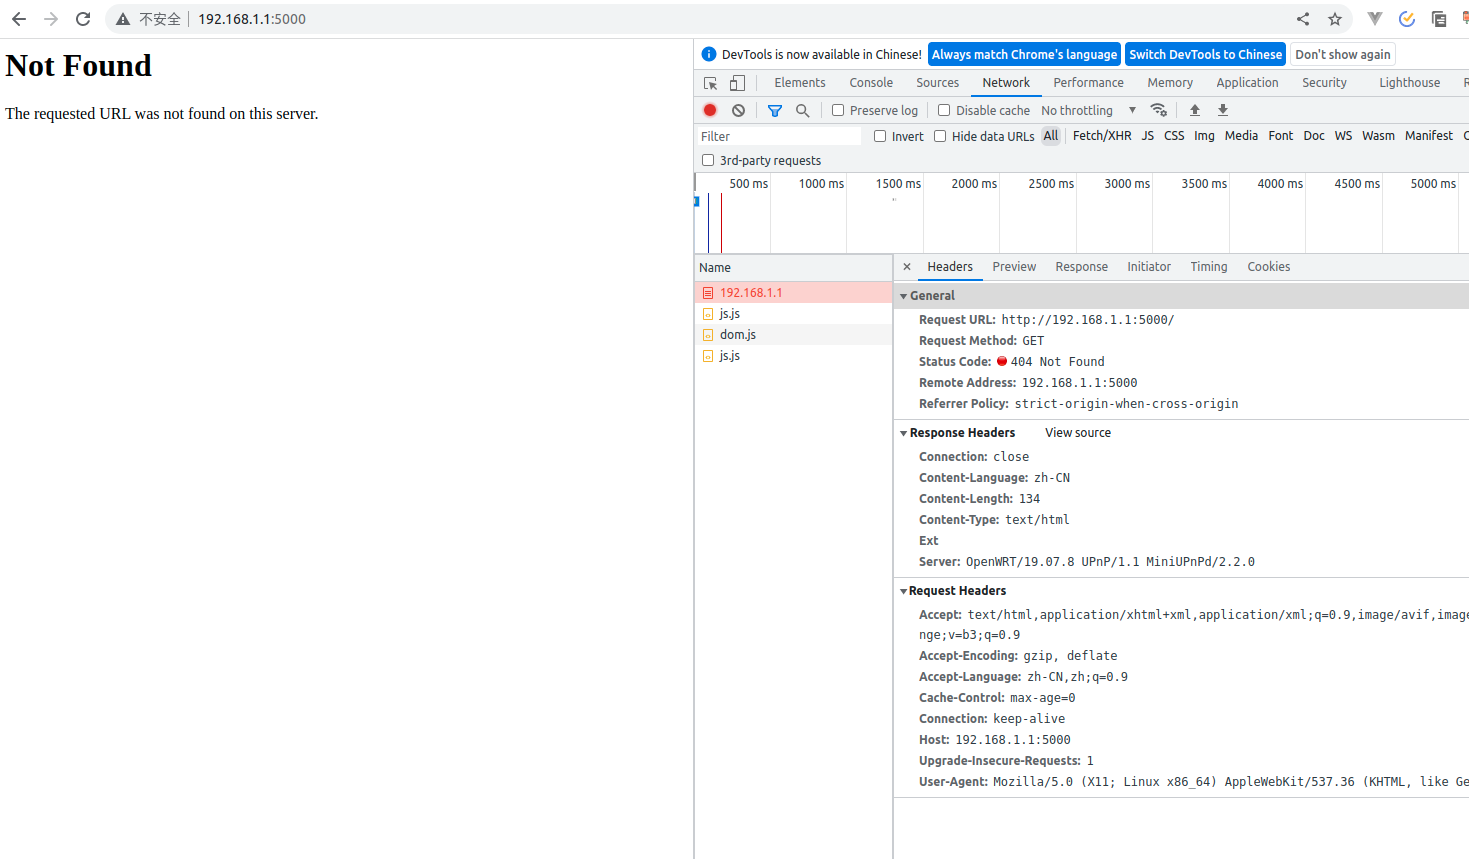 不安全 192.168.1.1:5000
Not Found
The requested URL was not found on this server.
DevTools is now available in Chinese! Always match Chrome's language Switch DevTools to Chinese Don't show again
Elements Console Sources Network Performance Memory Application Security Lighthouse
Preserve log Disable cache No throttling
Filter Invert Hide data URLs All Fetch/XHR JS CSS Img Media Font Doc WS Wasm Manifest
3rd-party requests
500 ms 1000 ms 1500 ms 2000 ms 2500 ms 3000 ms 3500 ms 4000 ms 4500 ms 5000 ms
Name
192.168.1.1
js.js
dom.js
js.js
Headers Preview Response Initiator Timing Cookies
General
Request URL: http://192.168.1.1:5000/
Request Method: GET
Status Code: 404 Not Found
Remote Address: 192.168.1.1:5000
Referrer Policy: strict-origin-when-cross-origin
Response Headers View source
Connection: close
Content-Language: zh-CN
Content-Length: 134
Content-Type: text/html
Ext
Server: OpenWRT/19.07.8 UPnP/1.1 MiniUPnPd/2.2.0
Request Headers
Accept: text/html,application/xhtml+xml,application/xml;q=0.9,image/avif,image
nge;v=b3;q=0.9
Accept-Encoding: gzip, deflate
Accept-Language: zh-CN,zh;q=0.9
Cache-Control: max-age=0
Connection: keep-alive
Host: 192.168.1.1:5000
Upgrade-Insecure-Requests: 1
User-Agent: Mozilla/5.0 (X11; Linux x86_64) AppleWebKit/537.36 (KHTML, like Ge